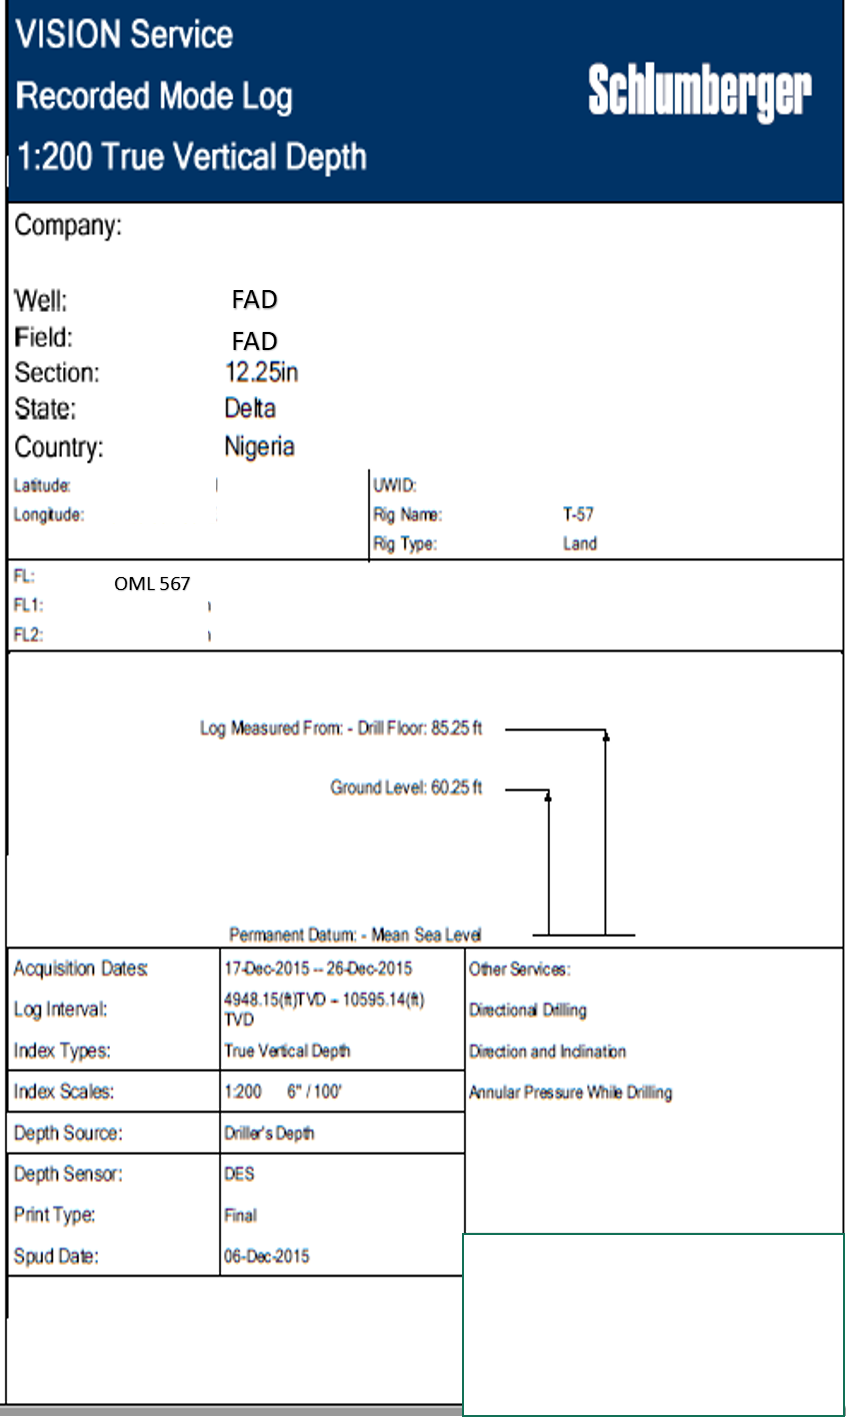 VISION Service
Recorded Mode Log
Schlumberger
1:200 True Vertical Depth
Company:
Well: FAD
Field: FAD
Section: 12.25in
State: Delta
Country: Nigeria
Latitude:
Longitude:
UWID:
Rig Name: T-57
Rig Type: Land
FL: OML 567
FL1:
FL2:
Log Measured From: - Drill Floor: 85.25 ft
Ground Level: 60.25 ft
Permanent Datum: - Mean Sea Level
Acquisition Dates: 17-Dec-2015 -- 26-Dec-2015
Log Interval: 4948.15(ft)TVD - 10595.14(ft)
TVD
Index Types: True Vertical Depth
Index Scales: 1:200 6" / 100'
Depth Source: Driller's Depth
Depth Sensor: DES
Print Type: Final
Spud Date: 06-Dec-2015
Other Services:
Directional Drilling
Direction and Inclination
Annular Pressure While Drilling